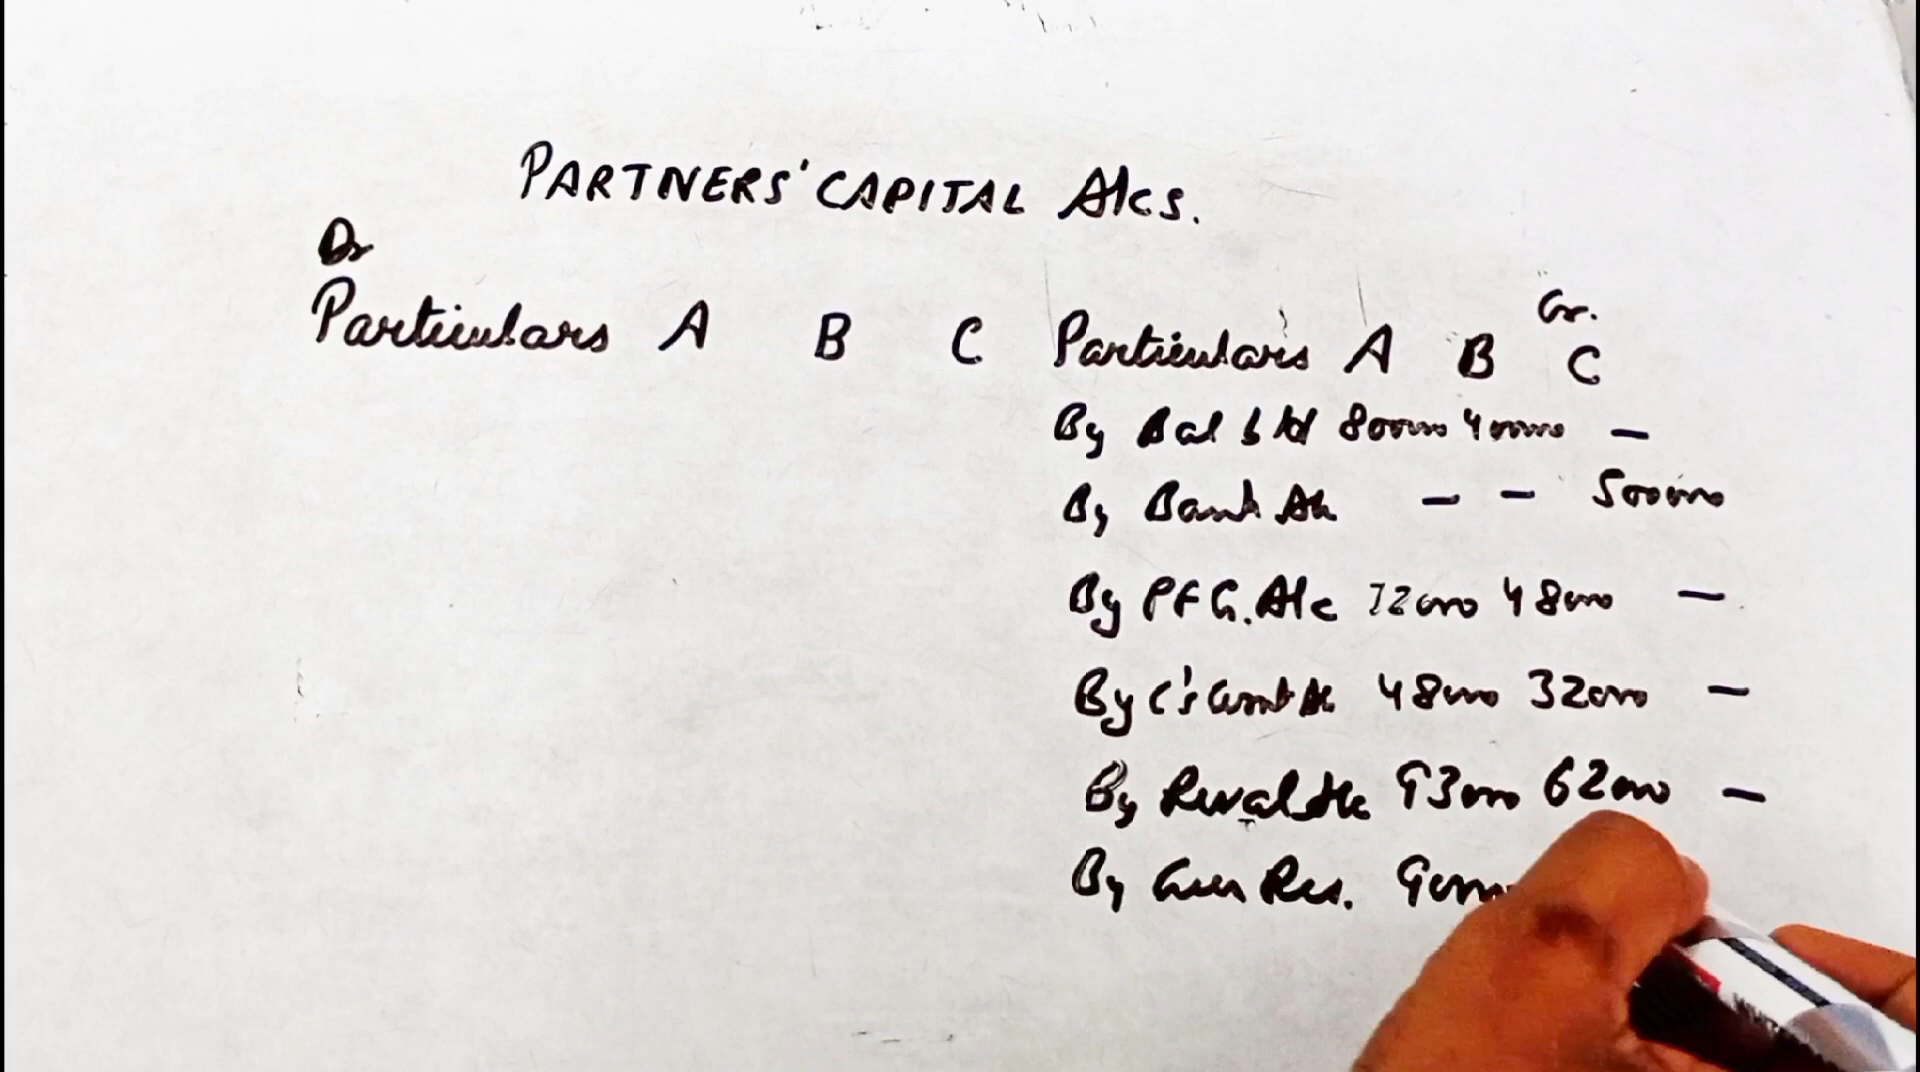 PARTNERS' CAPITAL A/cs.
Dr
Cr.
Particulars A B C Particulars A B C
By Bal b/d 80000 40000 —
By Bank A/c — — 50000
By PFG. A/c 72000 48000 —
By C's A/c 48000 32000 —
By Reval A/c 93000 62000 —
By Gen Res.